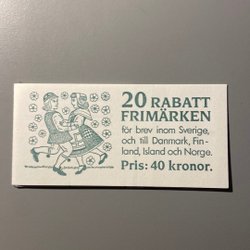 20 RABATT
FRIMÄRKEN
för brev inom Sverige,
och till Danmark, Fin-
land, Island och Norge.
Pris: 40 kronor.